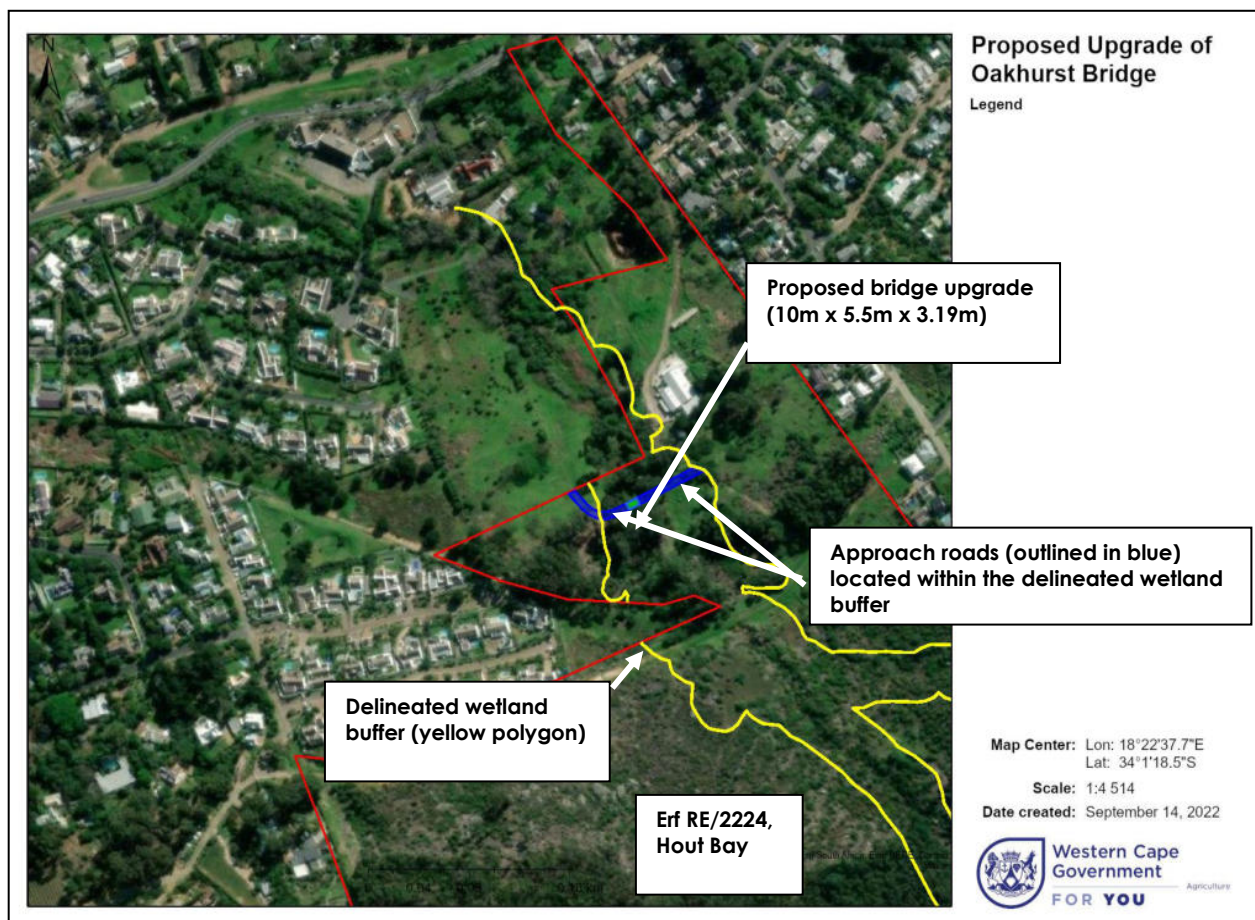 N
Proposed Upgrade of
Oakhurst Bridge
Legend
Proposed bridge upgrade
(10m x 5.5m x 3.19m)
Approach roads (outlined in blue)
located within the delineated wetland
buffer
Delineated wetland
buffer (yellow polygon)
Erf RE/2224,
Hout Bay
Map Center: Lon: 18°22'37.7"E
Lat: 34°1'18.5"S
Scale: 1:4 514
Date created: September 14, 2022
Western Cape
Government
Agriculture
FOR YOU